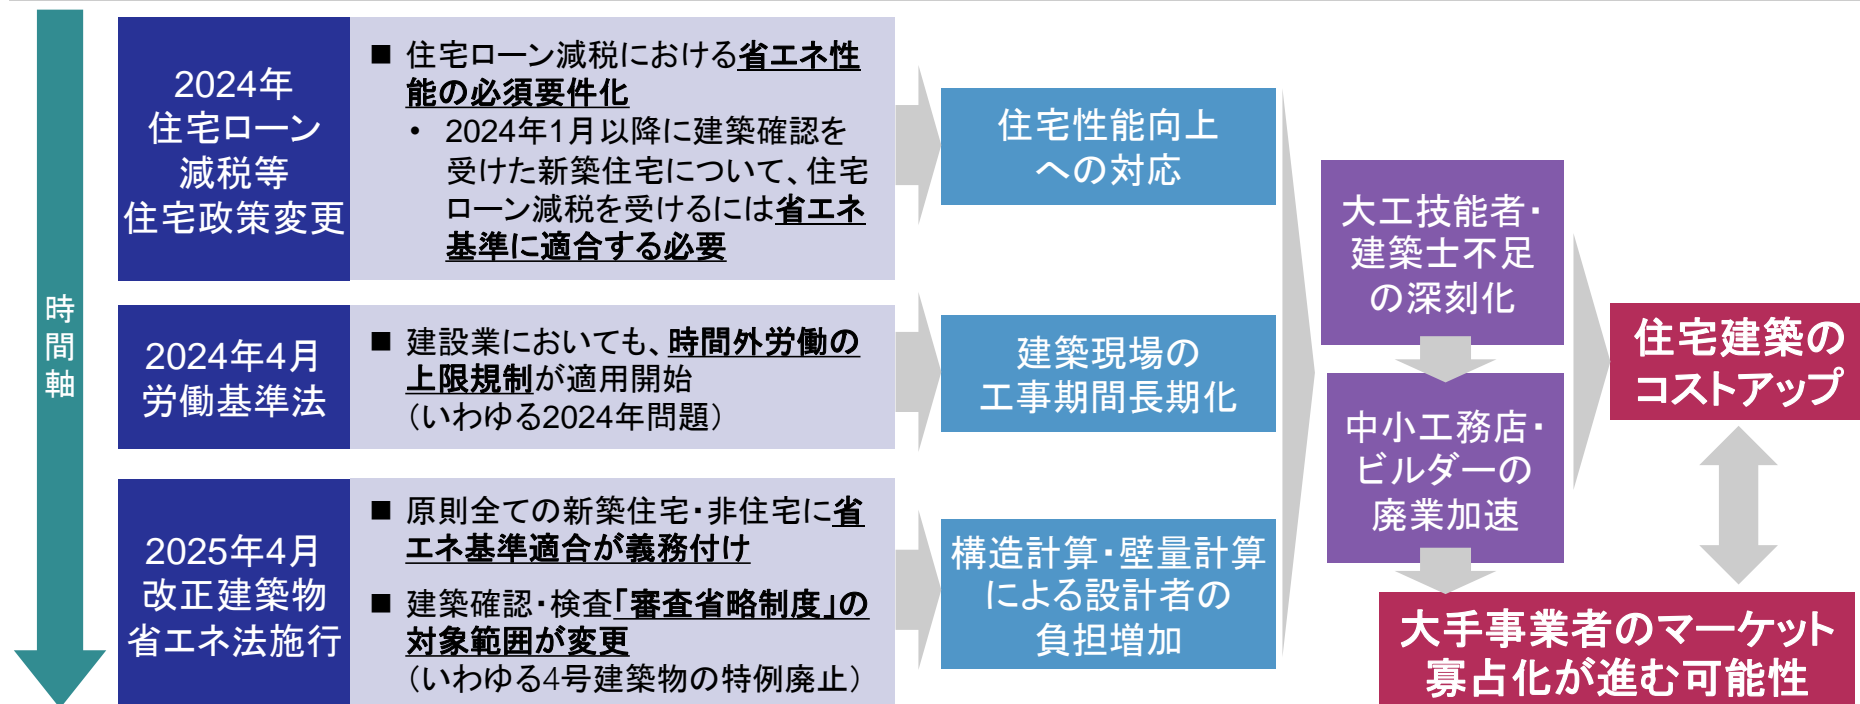 時間軸
2024年
住宅ローン
減税等
住宅政策変更
■ 住宅ローン減税における省エネ性
能の必須要件化
• 2024年1月以降に建築確認を
受けた新築住宅について、住宅
ローン減税を受けるには省エネ
基準に適合する必要
住宅性能向上
への対応
2024年4月
労働基準法
■ 建設業においても、時間外労働の
上限規制が適用開始
（いわゆる2024年問題）
建築現場の
工事期間長期化
2025年4月
改正建築物
省エネ法施行
■ 原則全ての新築住宅・非住宅に省
エネ基準適合が義務付け
■ 建築確認・検査「審査省略制度」の
対象範囲が変更
（いわゆる4号建築物の特例廃止）
構造計算・壁量計算
による設計者の
負担増加
大工技能者・
建築士不足
の深刻化
中小工務店・
ビルダーの
廃業加速
住宅建築の
コストアップ
大手事業者のマーケット
寡占化が進む可能性